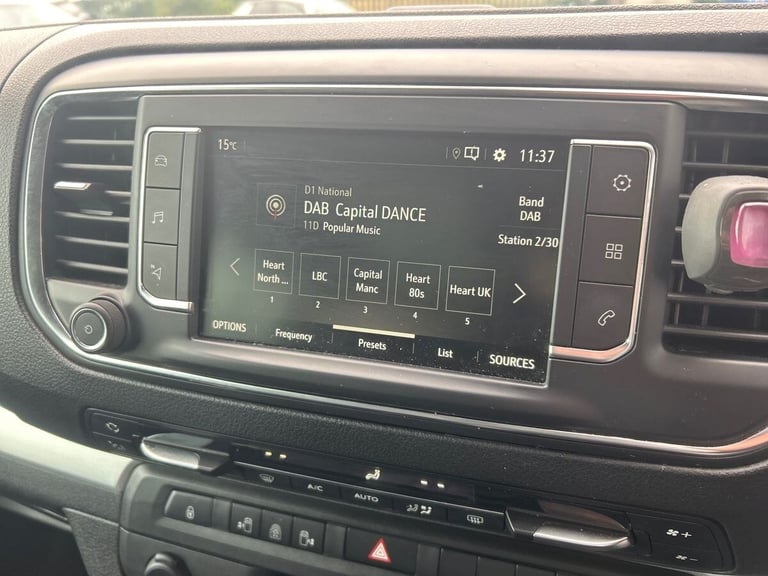 15°C
11:37
D1 National
DAB Capital DANCE
11D Popular Music
Band
DAB
Station 2/30
Heart
North ...
1
LBC
2
Capital
Manc
3
Heart
80s
4
Heart UK
5
OPTIONS
Frequency
Presets
List
SOURCES
N
A/C
AUTO